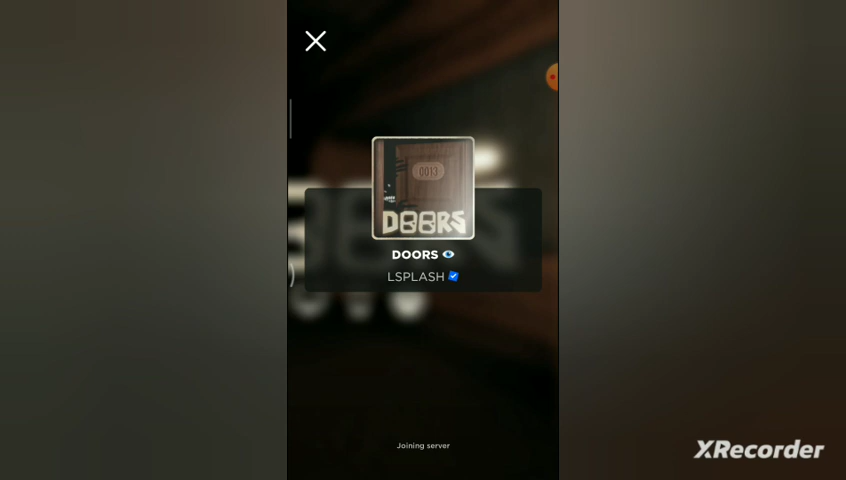 0013
DOORS
DOORS
LSPLASH
Joining server
XRecorder